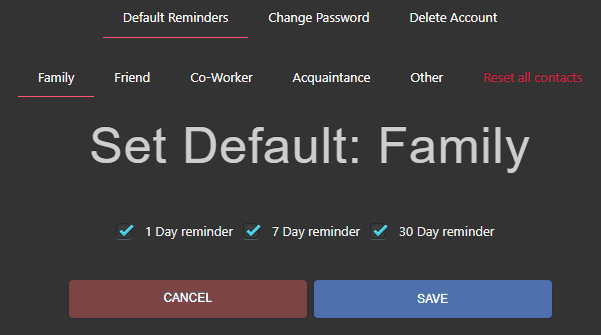 Default Reminders Change Password Delete Account
Family Friend Co-Worker Acquaintance Other Reset all contacts
Set Default: Family
1 Day reminder 7 Day reminder 30 Day reminder
CANCEL SAVE